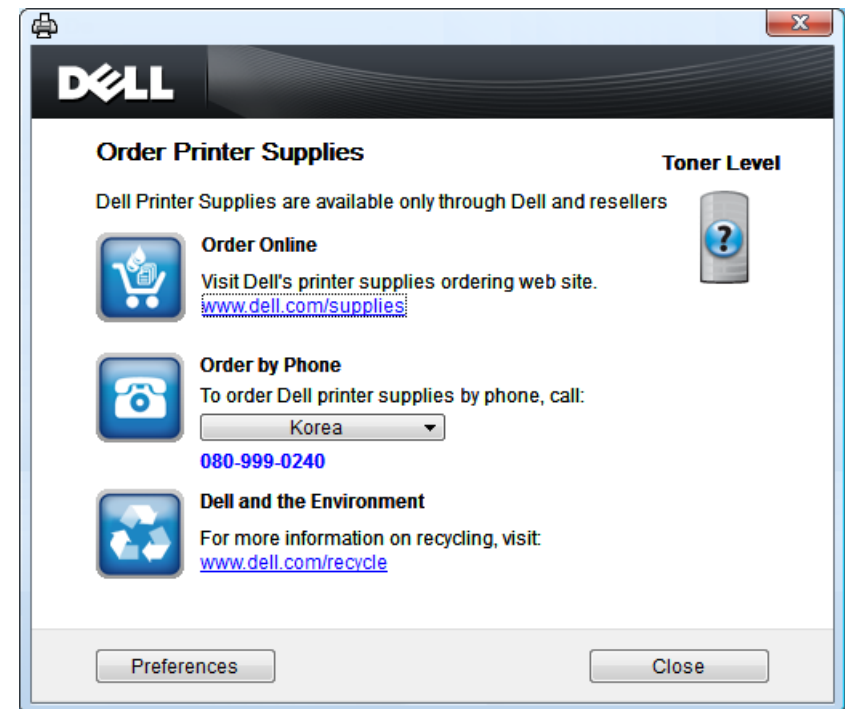 DELL
Order Printer Supplies
Toner Level
Dell Printer Supplies are available only through Dell and resellers
?
Order Online
Visit Dell's printer supplies ordering web site.
www.dell.com/supplies
Order by Phone
To order Dell printer supplies by phone, call:
Korea
080-999-0240
Dell and the Environment
For more information on recycling, visit:
www.dell.com/recycle
Preferences
Close